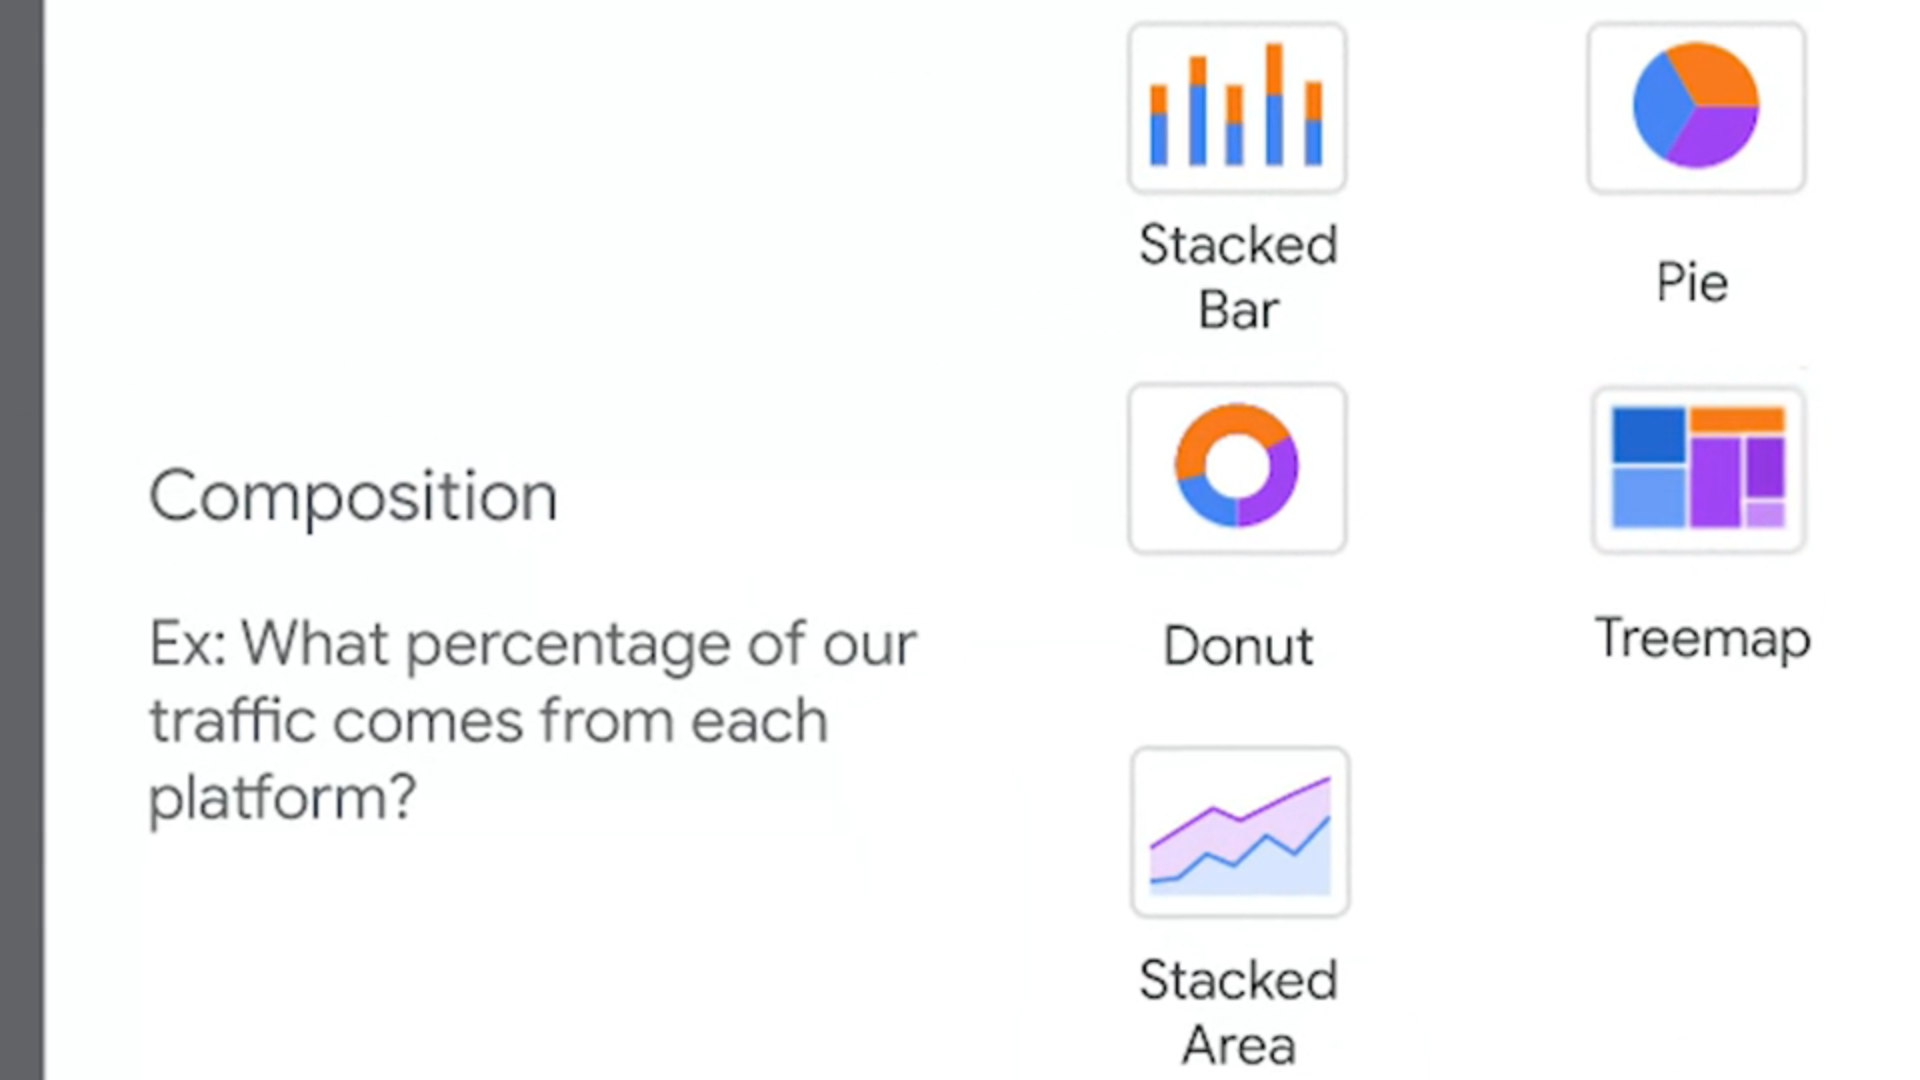 Composition
Ex: What percentage of our
traffic comes from each
platform?
Stacked
Bar
Pie
Donut
Treemap
Stacked
Area